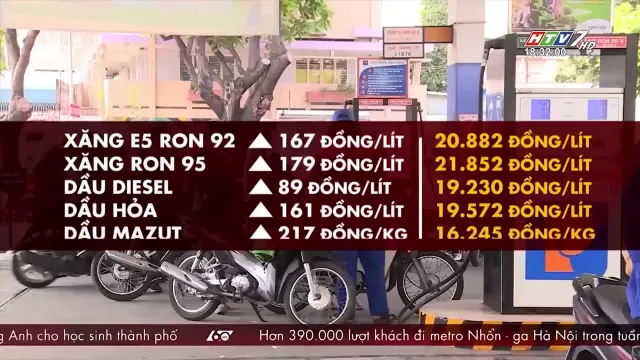 HTV7 HD
18:32:00
XĂNG E5 RON 92 ▲ 167 ĐỒNG/LÍT 20.882 ĐỒNG/LÍT
XĂNG RON 95 ▲ 179 ĐỒNG/LÍT 21.852 ĐỒNG/LÍT
DẦU DIESEL ▲ 89 ĐỒNG/LÍT 19.230 ĐỒNG/LÍT
DẦU HỎA ▲ 161 ĐỒNG/LÍT 19.572 ĐỒNG/LÍT
DẦU MAZUT ▲ 217 ĐỒNG/KG 16.245 ĐỒNG/KG
g Anh cho học sinh thành phố 60 Hơn 390.000 lượt khách đi metro Nhổn - ga Hà Nội trong tuần